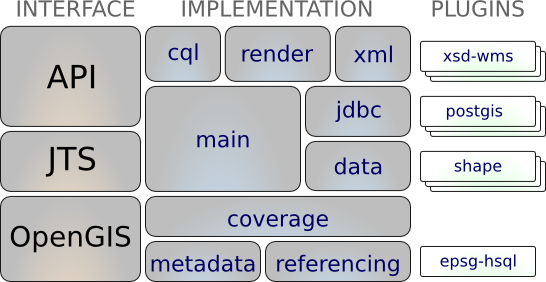 INTERFACE IMPLEMENTATION PLUGINS
API
JTS
OpenGIS
cql render xml
main
jdbc
data
coverage
metadata referencing
xsd-wms
postgis
shape
epsg-hsql